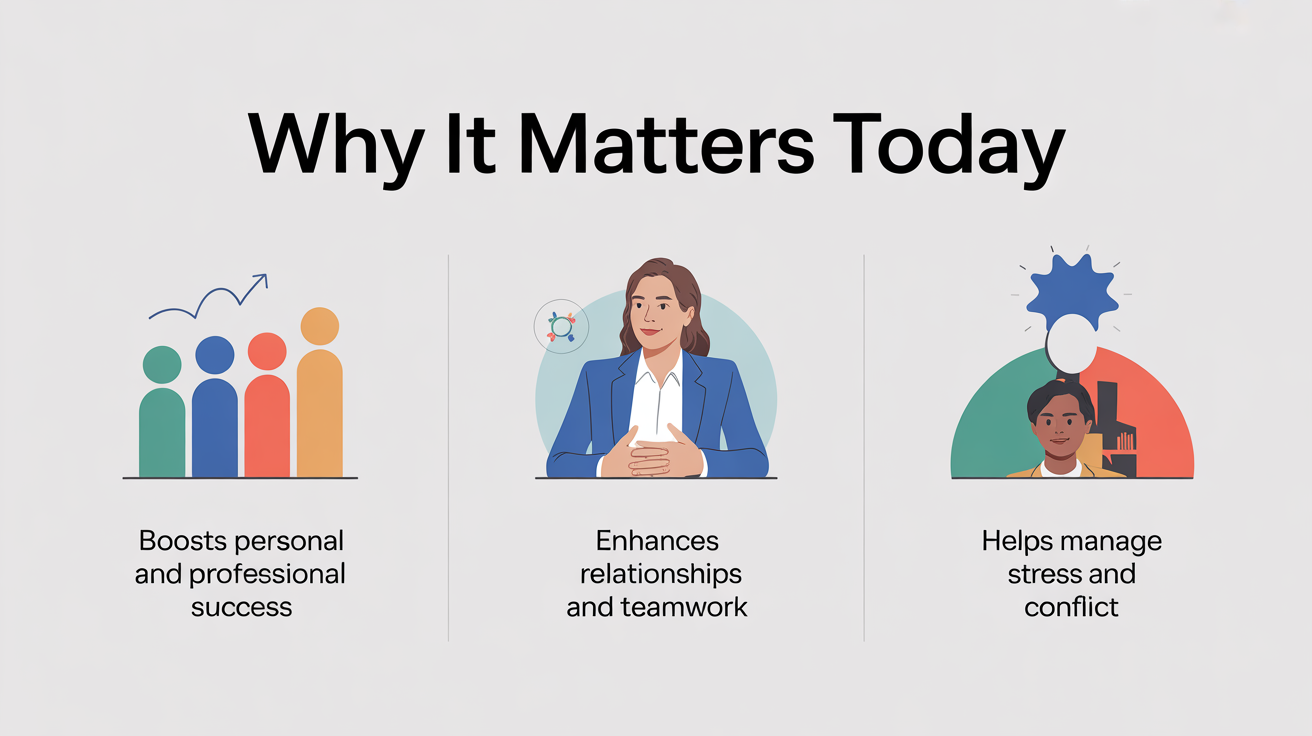 Why It Matters Today
Boosts personal
and professional
success
Enhances
relationships
and teamwork
Helps manage
stress and
conflict